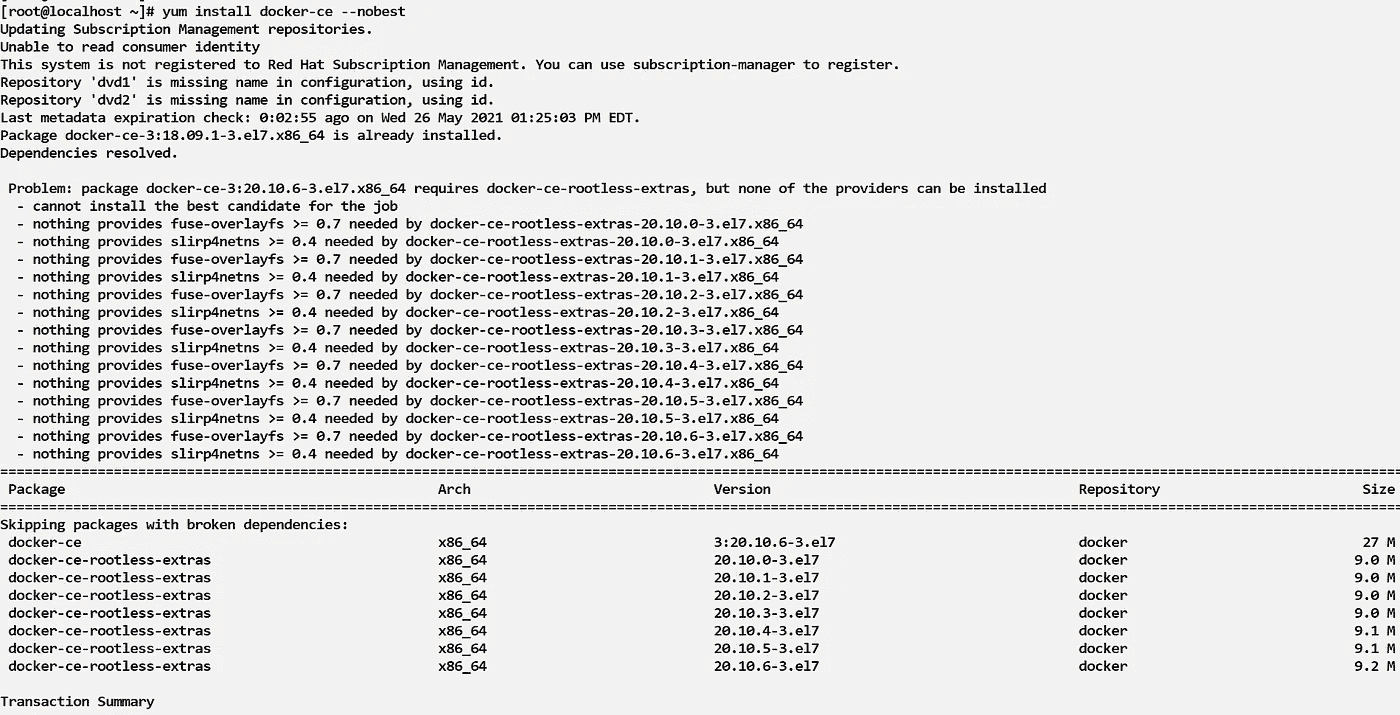 [root@localhost ~]# yum install docker-ce --nobest
Updating Subscription Management repositories.
Unable to read consumer identity
This system is not registered to Red Hat Subscription Management. You can use subscription-manager to register.
Repository 'dvd1' is missing name in configuration, using id.
Repository 'dvd2' is missing name in configuration, using id.
Last metadata expiration check: 0:02:55 ago on Wed 26 May 2021 01:25:03 PM EDT.
Package docker-ce-3:18.09.1-3.el7.x86_64 is already installed.
Dependencies resolved.

 Problem: package docker-ce-3:20.10.6-3.el7.x86_64 requires docker-ce-rootless-extras, but none of the providers can be installed
  - cannot install the best candidate for the job
  - nothing provides fuse-overlayfs >= 0.7 needed by docker-ce-rootless-extras-20.10.0-3.el7.x86_64
  - nothing provides slirp4netns >= 0.4 needed by docker-ce-rootless-extras-20.10.0-3.el7.x86_64
  - nothing provides fuse-overlayfs >= 0.7 needed by docker-ce-rootless-extras-20.10.1-3.el7.x86_64
  - nothing provides slirp4netns >= 0.4 needed by docker-ce-rootless-extras-20.10.1-3.el7.x86_64
  - nothing provides fuse-overlayfs >= 0.7 needed by docker-ce-rootless-extras-20.10.2-3.el7.x86_64
  - nothing provides slirp4netns >= 0.4 needed by docker-ce-rootless-extras-20.10.2-3.el7.x86_64
  - nothing provides fuse-overlayfs >= 0.7 needed by docker-ce-rootless-extras-20.10.3-3.el7.x86_64
  - nothing provides slirp4netns >= 0.4 needed by docker-ce-rootless-extras-20.10.3-3.el7.x86_64
  - nothing provides fuse-overlayfs >= 0.7 needed by docker-ce-rootless-extras-20.10.4-3.el7.x86_64
  - nothing provides slirp4netns >= 0.4 needed by docker-ce-rootless-extras-20.10.4-3.el7.x86_64
  - nothing provides fuse-overlayfs >= 0.7 needed by docker-ce-rootless-extras-20.10.5-3.el7.x86_64
  - nothing provides slirp4netns >= 0.4 needed by docker-ce-rootless-extras-20.10.5-3.el7.x86_64
  - nothing provides fuse-overlayfs >= 0.7 needed by docker-ce-rootless-extras-20.10.6-3.el7.x86_64
  - nothing provides slirp4netns >= 0.4 needed by docker-ce-rootless-extras-20.10.6-3.el7.x86_64
 Package Arch Version Repository Size
Skipping packages with broken dependencies:
 docker-ce x86_64 3:20.10.6-3.el7 docker 27 M
 docker-ce-rootless-extras x86_64 20.10.0-3.el7 docker 9.0 M
 docker-ce-rootless-extras x86_64 20.10.1-3.el7 docker 9.0 M
 docker-ce-rootless-extras x86_64 20.10.2-3.el7 docker 9.0 M
 docker-ce-rootless-extras x86_64 20.10.3-3.el7 docker 9.0 M
 docker-ce-rootless-extras x86_64 20.10.4-3.el7 docker 9.1 M
 docker-ce-rootless-extras x86_64 20.10.5-3.el7 docker 9.1 M
 docker-ce-rootless-extras x86_64 20.10.6-3.el7 docker 9.2 M

Transaction Summary